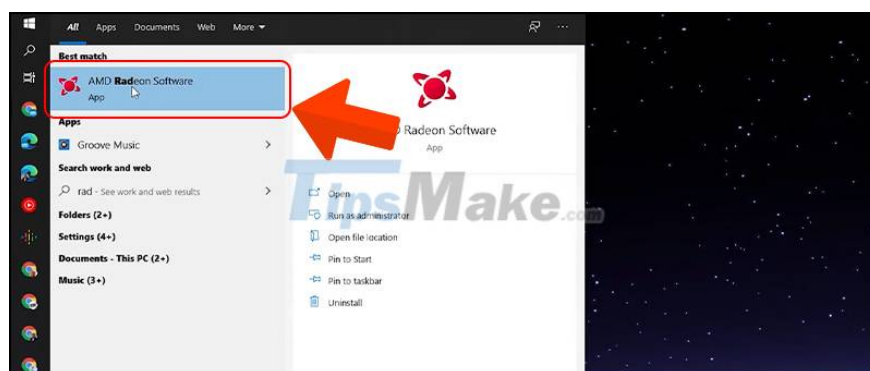 All Apps Documents Web More
Best match
AMD Radeon Software
App
Apps
Groove Music
Search work and web
rad - See work and web results
Folders (2+)
Settings (4+)
Documents - This PC (2+)
Music (3+)
Radeon Software
App
Open
Run as administrator
Open file location
Pin to Start
Pin to taskbar
Uninstall
TipsMake.com